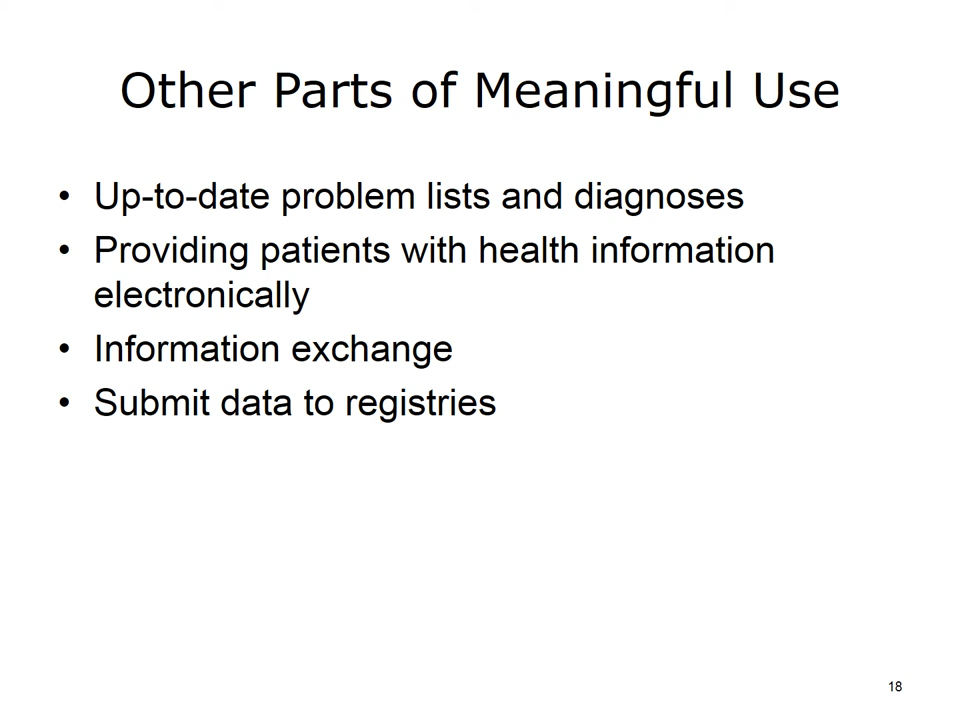 Other Parts of Meaningful Use
• Up-to-date problem lists and diagnoses
• Providing patients with health information
electronically
• Information exchange
• Submit data to registries
18